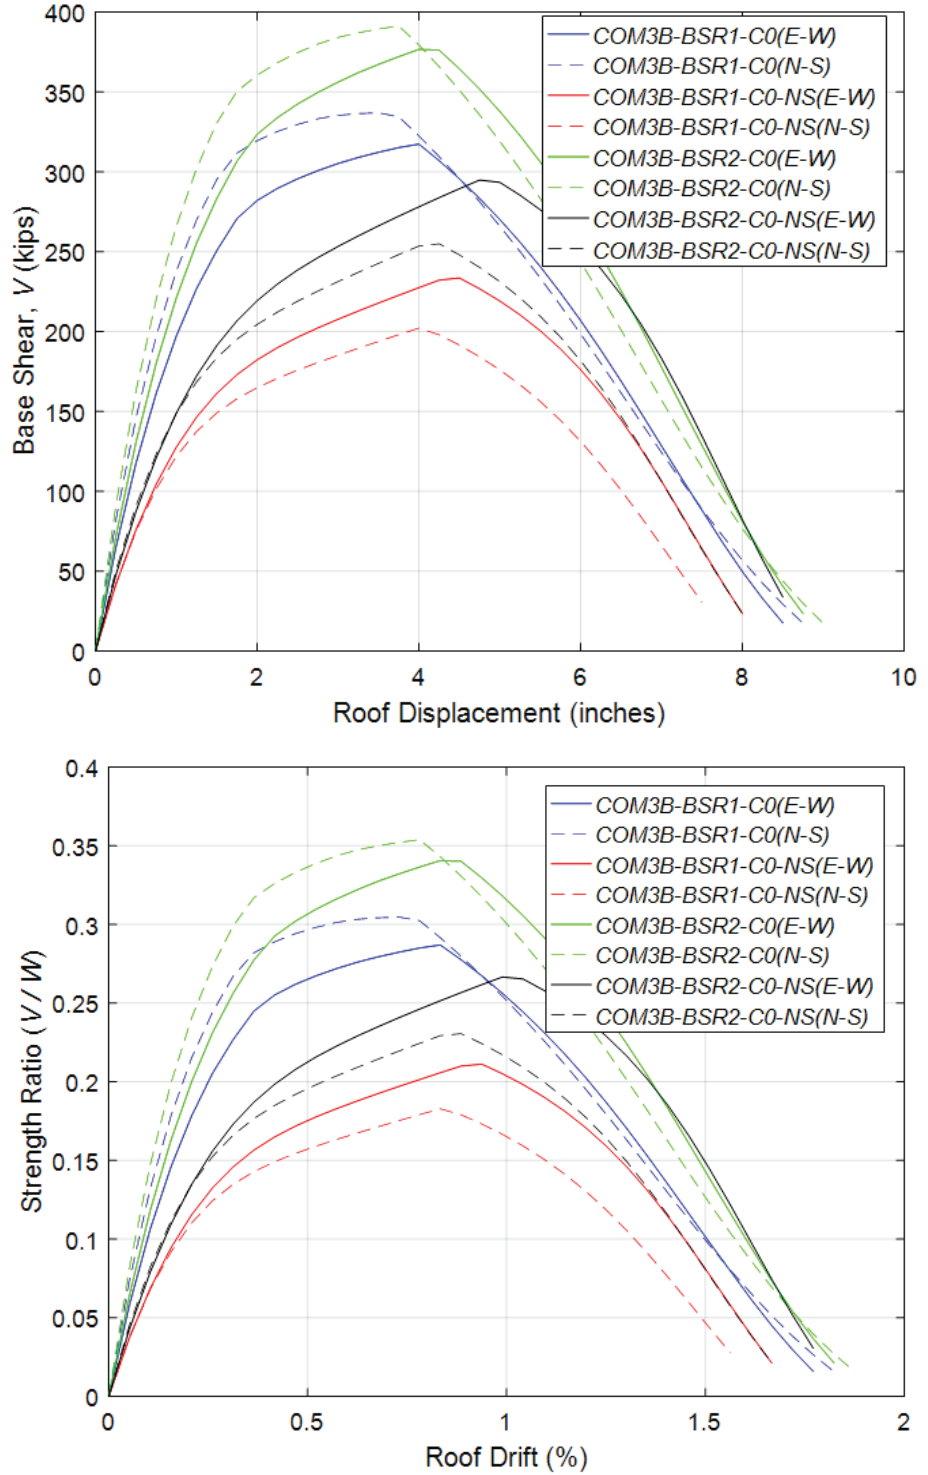 400
350
300
250
200
150
100
50
0
Base Shear, V (kips)
COM3B-BSR1-C0(E-W)
COM3B-BSR1-C0(N-S)
COM3B-BSR1-C0-NS(E-W)
COM3B-BSR1-C0-NS(N-S)
COM3B-BSR2-C0(E-W)
COM3B-BSR2-C0(N-S)
COM3B-BSR2-C0-NS(E-W)
COM3B-BSR2-C0-NS(N-S)
0 2 4 6 8 10
Roof Displacement (inches)
0.4
0.35
0.3
0.25
0.2
0.15
0.1
0.05
0
Strength Ratio (V / W)
COM3B-BSR1-C0(E-W)
COM3B-BSR1-C0(N-S)
COM3B-BSR1-C0-NS(E-W)
COM3B-BSR1-C0-NS(N-S)
COM3B-BSR2-C0(E-W)
COM3B-BSR2-C0(N-S)
COM3B-BSR2-C0-NS(E-W)
COM3B-BSR2-C0-NS(N-S)
0 0.5 1 1.5 2
Roof Drift (%)